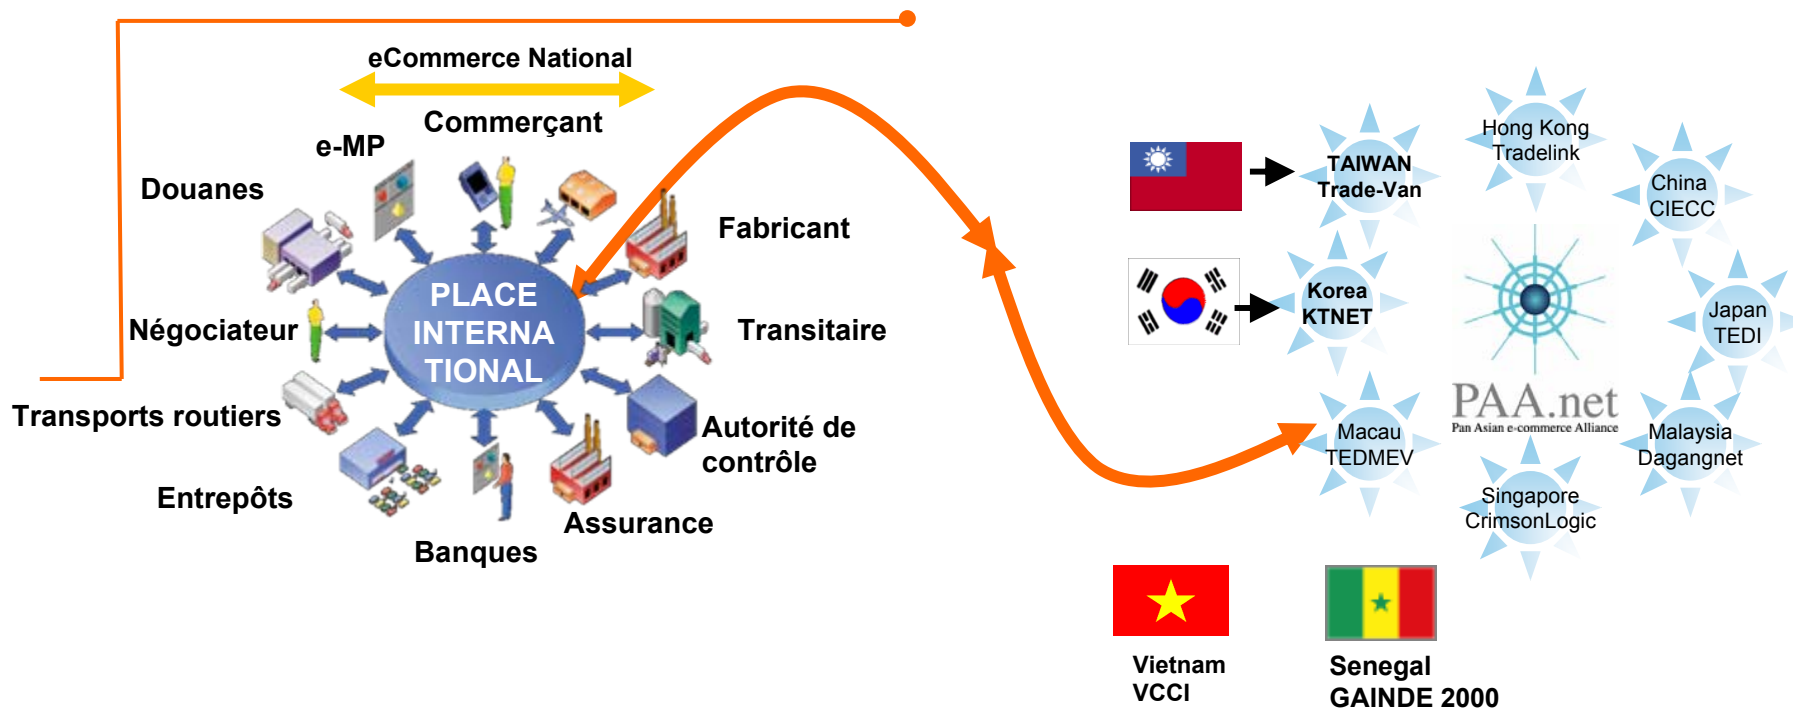 eCommerce National
Commerçant
e-MP
Douanes
Fabricant
PLACE
INTERNA
TIONAL
Négociateur
Transitaire
Transports routiers
Autorité de
contrôle
Entrepôts
Assurance
Banques
Hong Kong
Tradelink
TAIWAN
Trade-Van
China
CIECC
Korea
KTNET
Japan
TEDI
PAA.net
Pan Asian e-commerce Alliance
Macau
TEDMEV
Malaysia
Dagangnet
Singapore
CrimsonLogic
Vietnam
VCCI
Senegal
GAINDE 2000